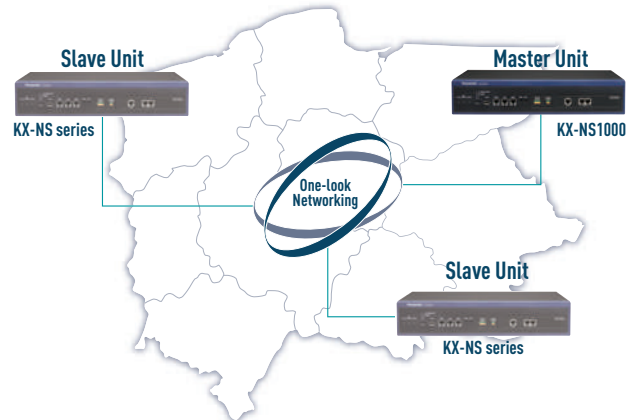 Slave Unit
KX-NS series
Master Unit
KX-NS1000
One-look
Networking
Slave Unit
KX-NS series